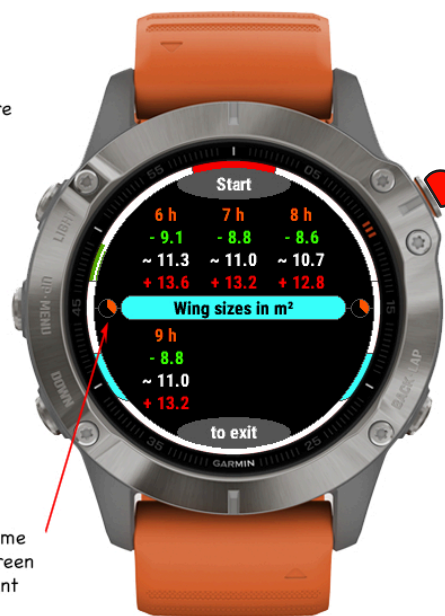 re
Start
6 h 7 h 8 h
- 9.1 - 8.8 - 8.6
~ 11.3 ~ 11.0 ~ 10.7
+ 13.6 + 13.2 + 12.8
Wing sizes in m²
9 h
- 8.8
~ 11.0
+ 13.2
to exit
GARMIN
55
05
45
15
35
25
LIGHT
UP·MENU
DOWN
BACK·LAP
me
reen
nt